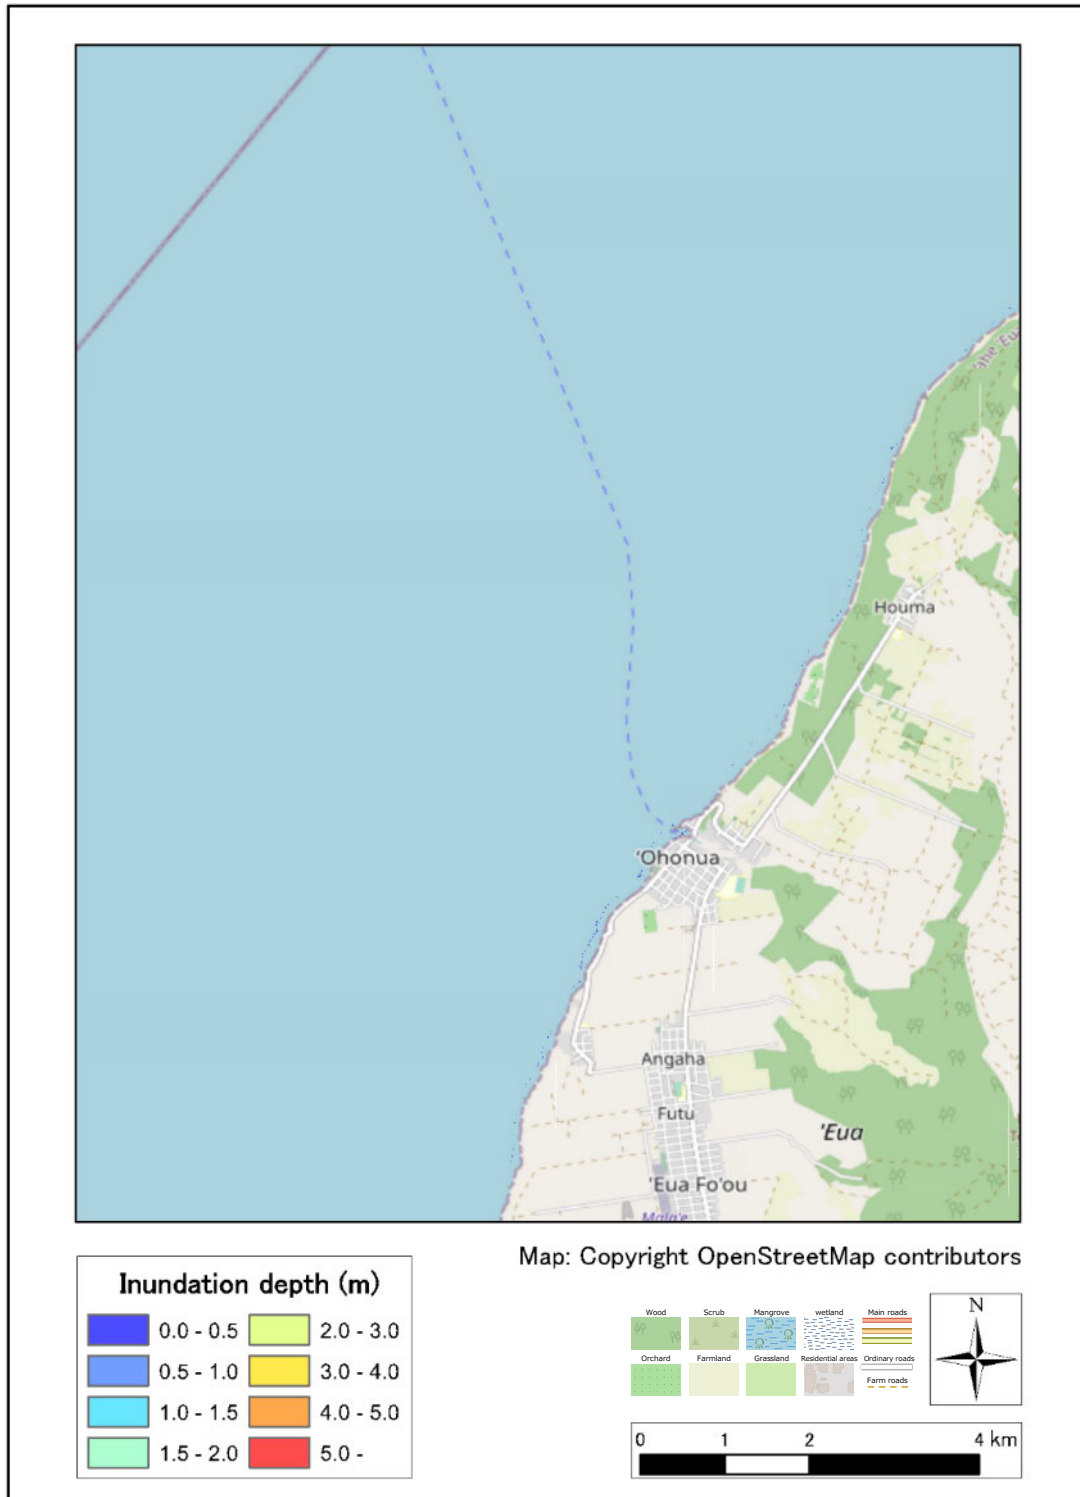 Houma
'Ohonua
Angaha
Futu
'Eua
'Eua Fo'ou
Map: Copyright OpenStreetMap contributors
Inundation depth (m)
0.0 - 0.5
2.0 - 3.0
0.5 - 1.0
3.0 - 4.0
1.0 - 1.5
4.0 - 5.0
1.5 - 2.0
5.0 -
Wood
Scrub
Mangrove
wetland
Main roads
Orchard
Farmland
Grassland
Residential areas
Ordinary roads
Farm roads
N
0
1
2
4 km